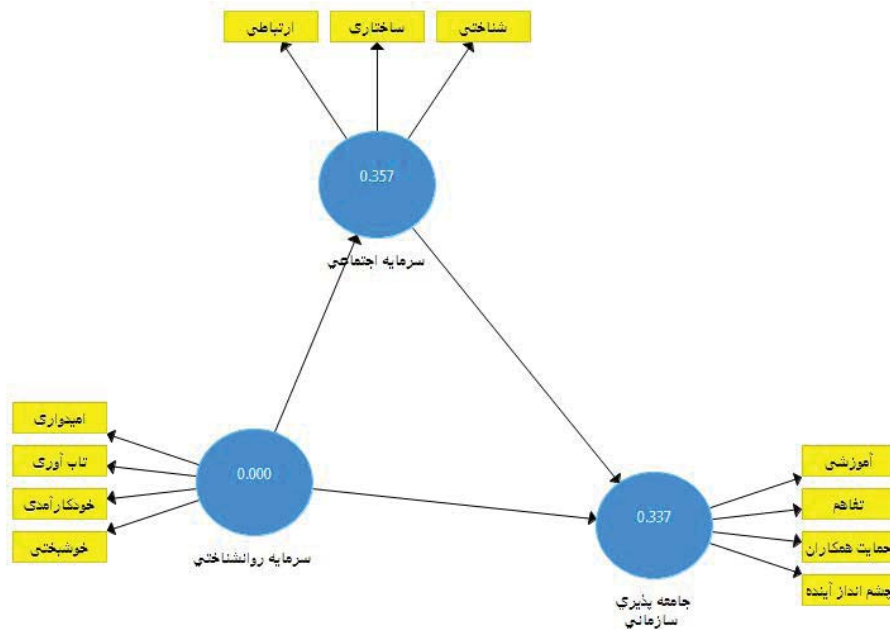 ارتباطی
ساختاری
شناختی
0.357
سرمایه اجتماعی
امیدواری
تاب آوری
خودکارآمدی
خوشبختی
0.000
سرمایه روانشناختی
0.337
جامعه پذیری
سازمانی
آموزشی
تفاهم
حمایت همکاران
چشم انداز آینده